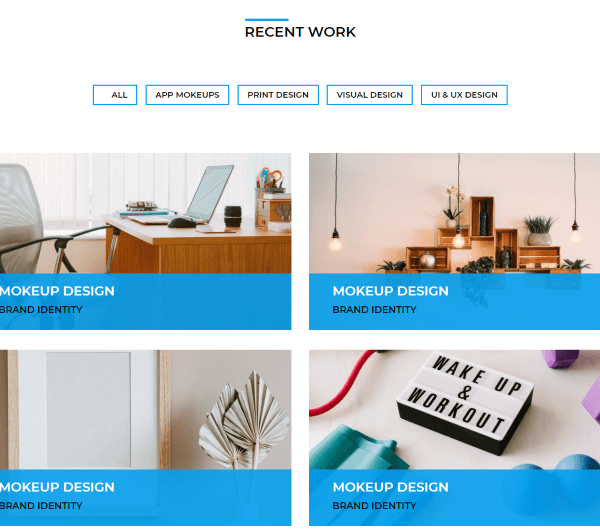 RECENT WORK
ALL
APP MOKEUPS
PRINT DESIGN
VISUAL DESIGN
UI & UX DESIGN
MOKEUP DESIGN
BRAND IDENTITY
MOKEUP DESIGN
BRAND IDENTITY
MOKEUP DESIGN
BRAND IDENTITY
WAKE UP
&
WORKOUT
MOKEUP DESIGN
BRAND IDENTITY